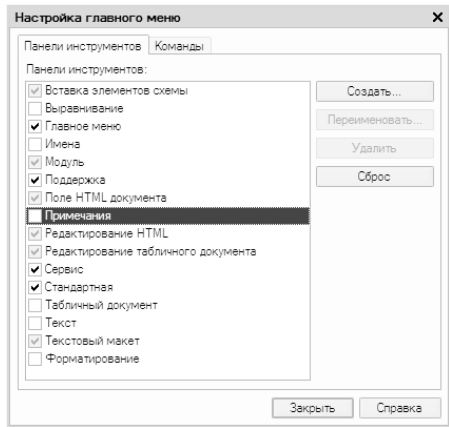 Настройка главного меню
Панели инструментов Команды
Панели инструментов:
Вставка элементов схемы
Выравнивание
Главное меню
Имена
Модуль
Поддержка
Поле HTML документа
Примечания
Редактирование HTML
Редактирование табличного документа
Сервис
Стандартная
Табличный документ
Текст
Текстовый макет
Форматирование
Создать...
Переименовать...
Удалить
Сброс
Закрыть Справка